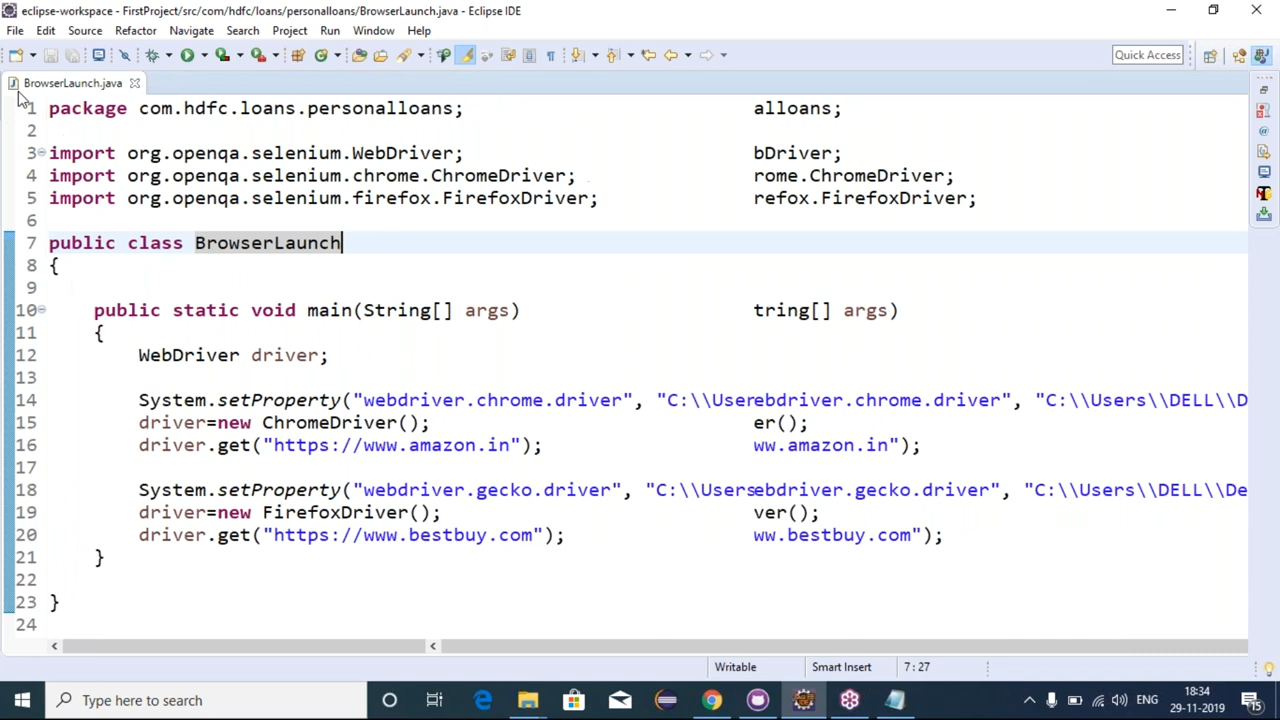 eclipse-workspace - FirstProject/src/com/hdfc/loans/personalloans/BrowserLaunch.java - Eclipse IDE
File Edit Source Refactor Navigate Search Project Run Window Help
Quick Access
BrowserLaunch.java
1 package com.hdfc.loans.personalloans; alloans;
2
3 import org.openqa.selenium.WebDriver; bDriver;
4 import org.openqa.selenium.chrome.ChromeDriver; rome.ChromeDriver;
5 import org.openqa.selenium.firefox.FirefoxDriver; refox.FirefoxDriver;
6
7 public class BrowserLaunch
8 {
9
10 public static void main(String[] args) tring[] args)
11 {
12 WebDriver driver;
13
14 System.setProperty("webdriver.chrome.driver", "C:\\Userebdriver.chrome.driver", "C:\\Users\\DELL\\D
15 driver=new ChromeDriver(); er();
16 driver.get("https://www.amazon.in"); ww.amazon.in");
17
18 System.setProperty("webdriver.gecko.driver", "C:\\Usersebdriver.gecko.driver", "C:\\Users\\DELL\\De
19 driver=new FirefoxDriver(); ver();
20 driver.get("https://www.bestbuy.com"); ww.bestbuy.com");
21 }
22
23 }
24
Writable Smart Insert 7 : 27
Type here to search ENG 18:34
29-11-2019 15